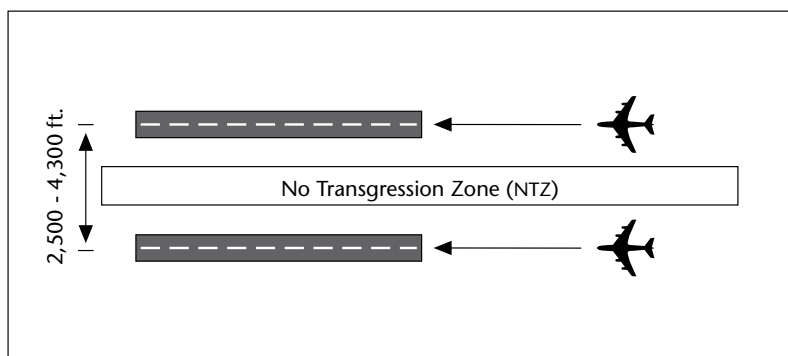 2,500 - 4,300 ft.
No Transgression Zone (NTZ)